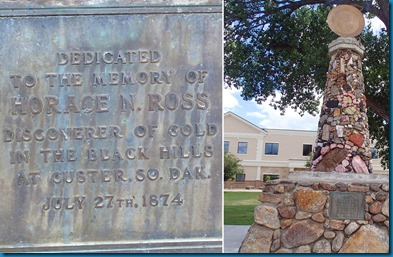 DEDICATED
TO THE MEMORY OF
HORACE N. ROSS
DISCOVERER OF GOLD
IN THE BLACK HILLS
AT CUSTER, SO. DAK.
JULY 27TH, 1874